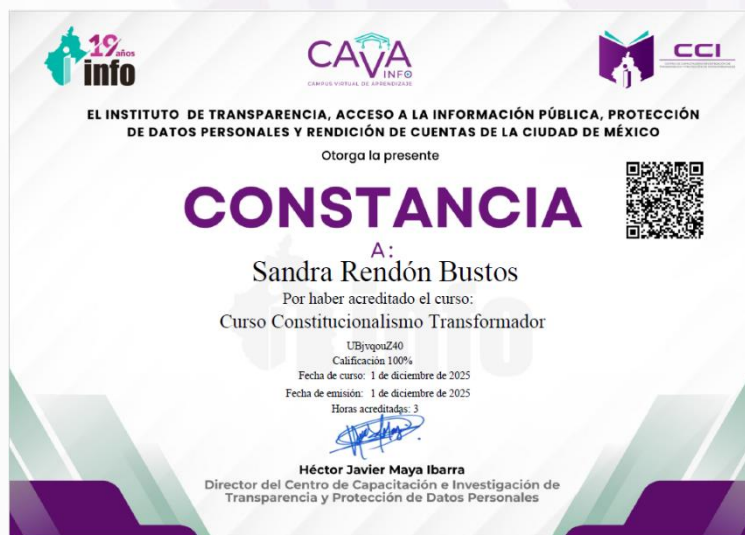 19 años
info
CAVA
INFO
CAMPUS VIRTUAL DE APRENDIZAJE
CCI
EL INSTITUTO DE TRANSPARENCIA, ACCESO A LA INFORMACIÓN PÚBLICA, PROTECCIÓN
DE DATOS PERSONALES Y RENDICIÓN DE CUENTAS DE LA CIUDAD DE MÉXICO
Otorga la presente
CONSTANCIA
A:
Sandra Rendón Bustos
Por haber acreditado el curso:
Curso Constitucionalismo Transformador
UBjvqouZ40
Calificación 100%
Fecha de curso: 1 de diciembre de 2025
Fecha de emisión: 1 de diciembre de 2025
Horas acreditadas: 3
Héctor Javier Maya Ibarra
Director del Centro de Capacitación e Investigación de
Transparencia y Protección de Datos Personales